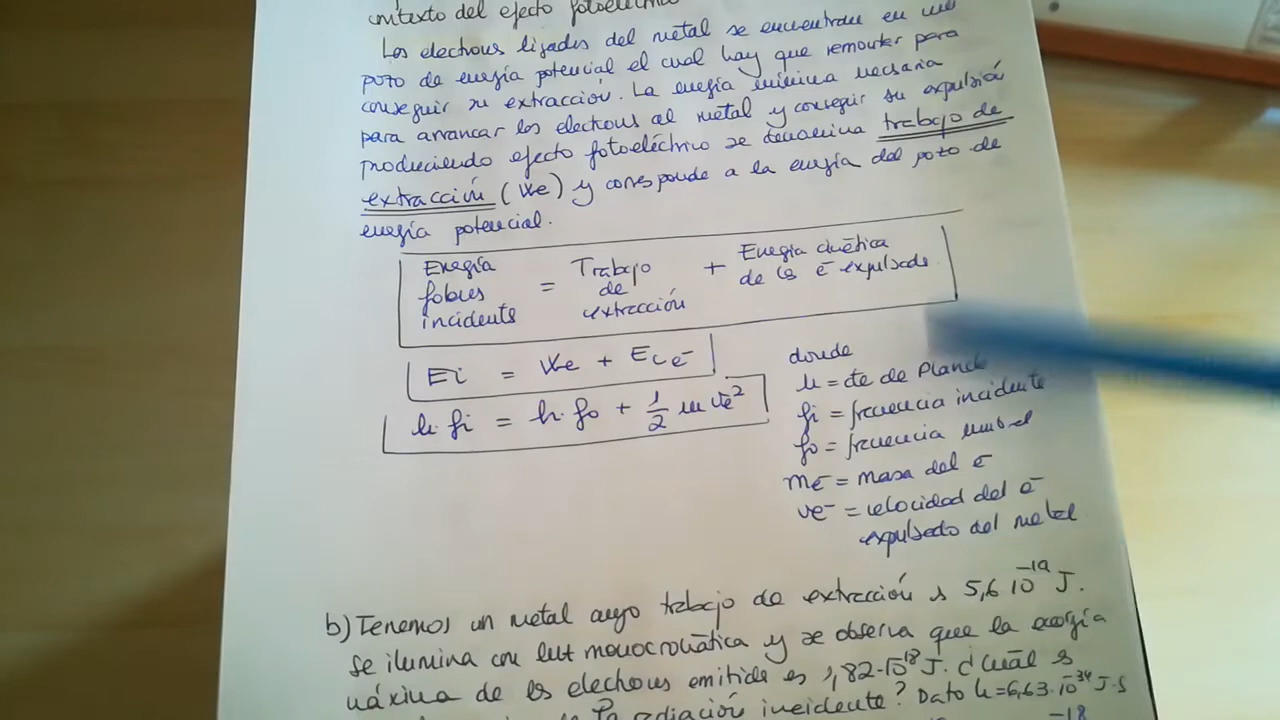 contexto del efecto fotoeléctrico
Los electrones ligados del metal se encuentran en un
pozo de energía potencial el cual hay que remontar para
conseguir su extracción. La energía mínima necesaria
para arrancar los electrones al metal y conseguir su expulsión
produciendo efecto fotoeléctrico se denomina trabajo de
extracción (We) y corresponde a la energía del pozo de
energía potencial.
Energía fotones incidente = Trabajo de extracción + Energía cinética de los e⁻ expulsado
Ei = We + Ece⁻
h·fi = h·fo + 1/2 m ve²
donde
h = cte de Planck
fi = frecuencia incidente
fo = frecuencia umbral
me⁻ = masa del e⁻
ve⁻ = velocidad del e⁻
expulsado del metal
b) Tenemos un metal cuyo trabajo de extracción es 5,6 10⁻¹⁹ J.
Se ilumina con luz monocromática y se observa que la energía
máxima de los electrones emitida es 1,82·10⁻¹⁸ J. ¿Cuál es
la radiación incidente? Dato h=6,63·10⁻³⁴ J·s